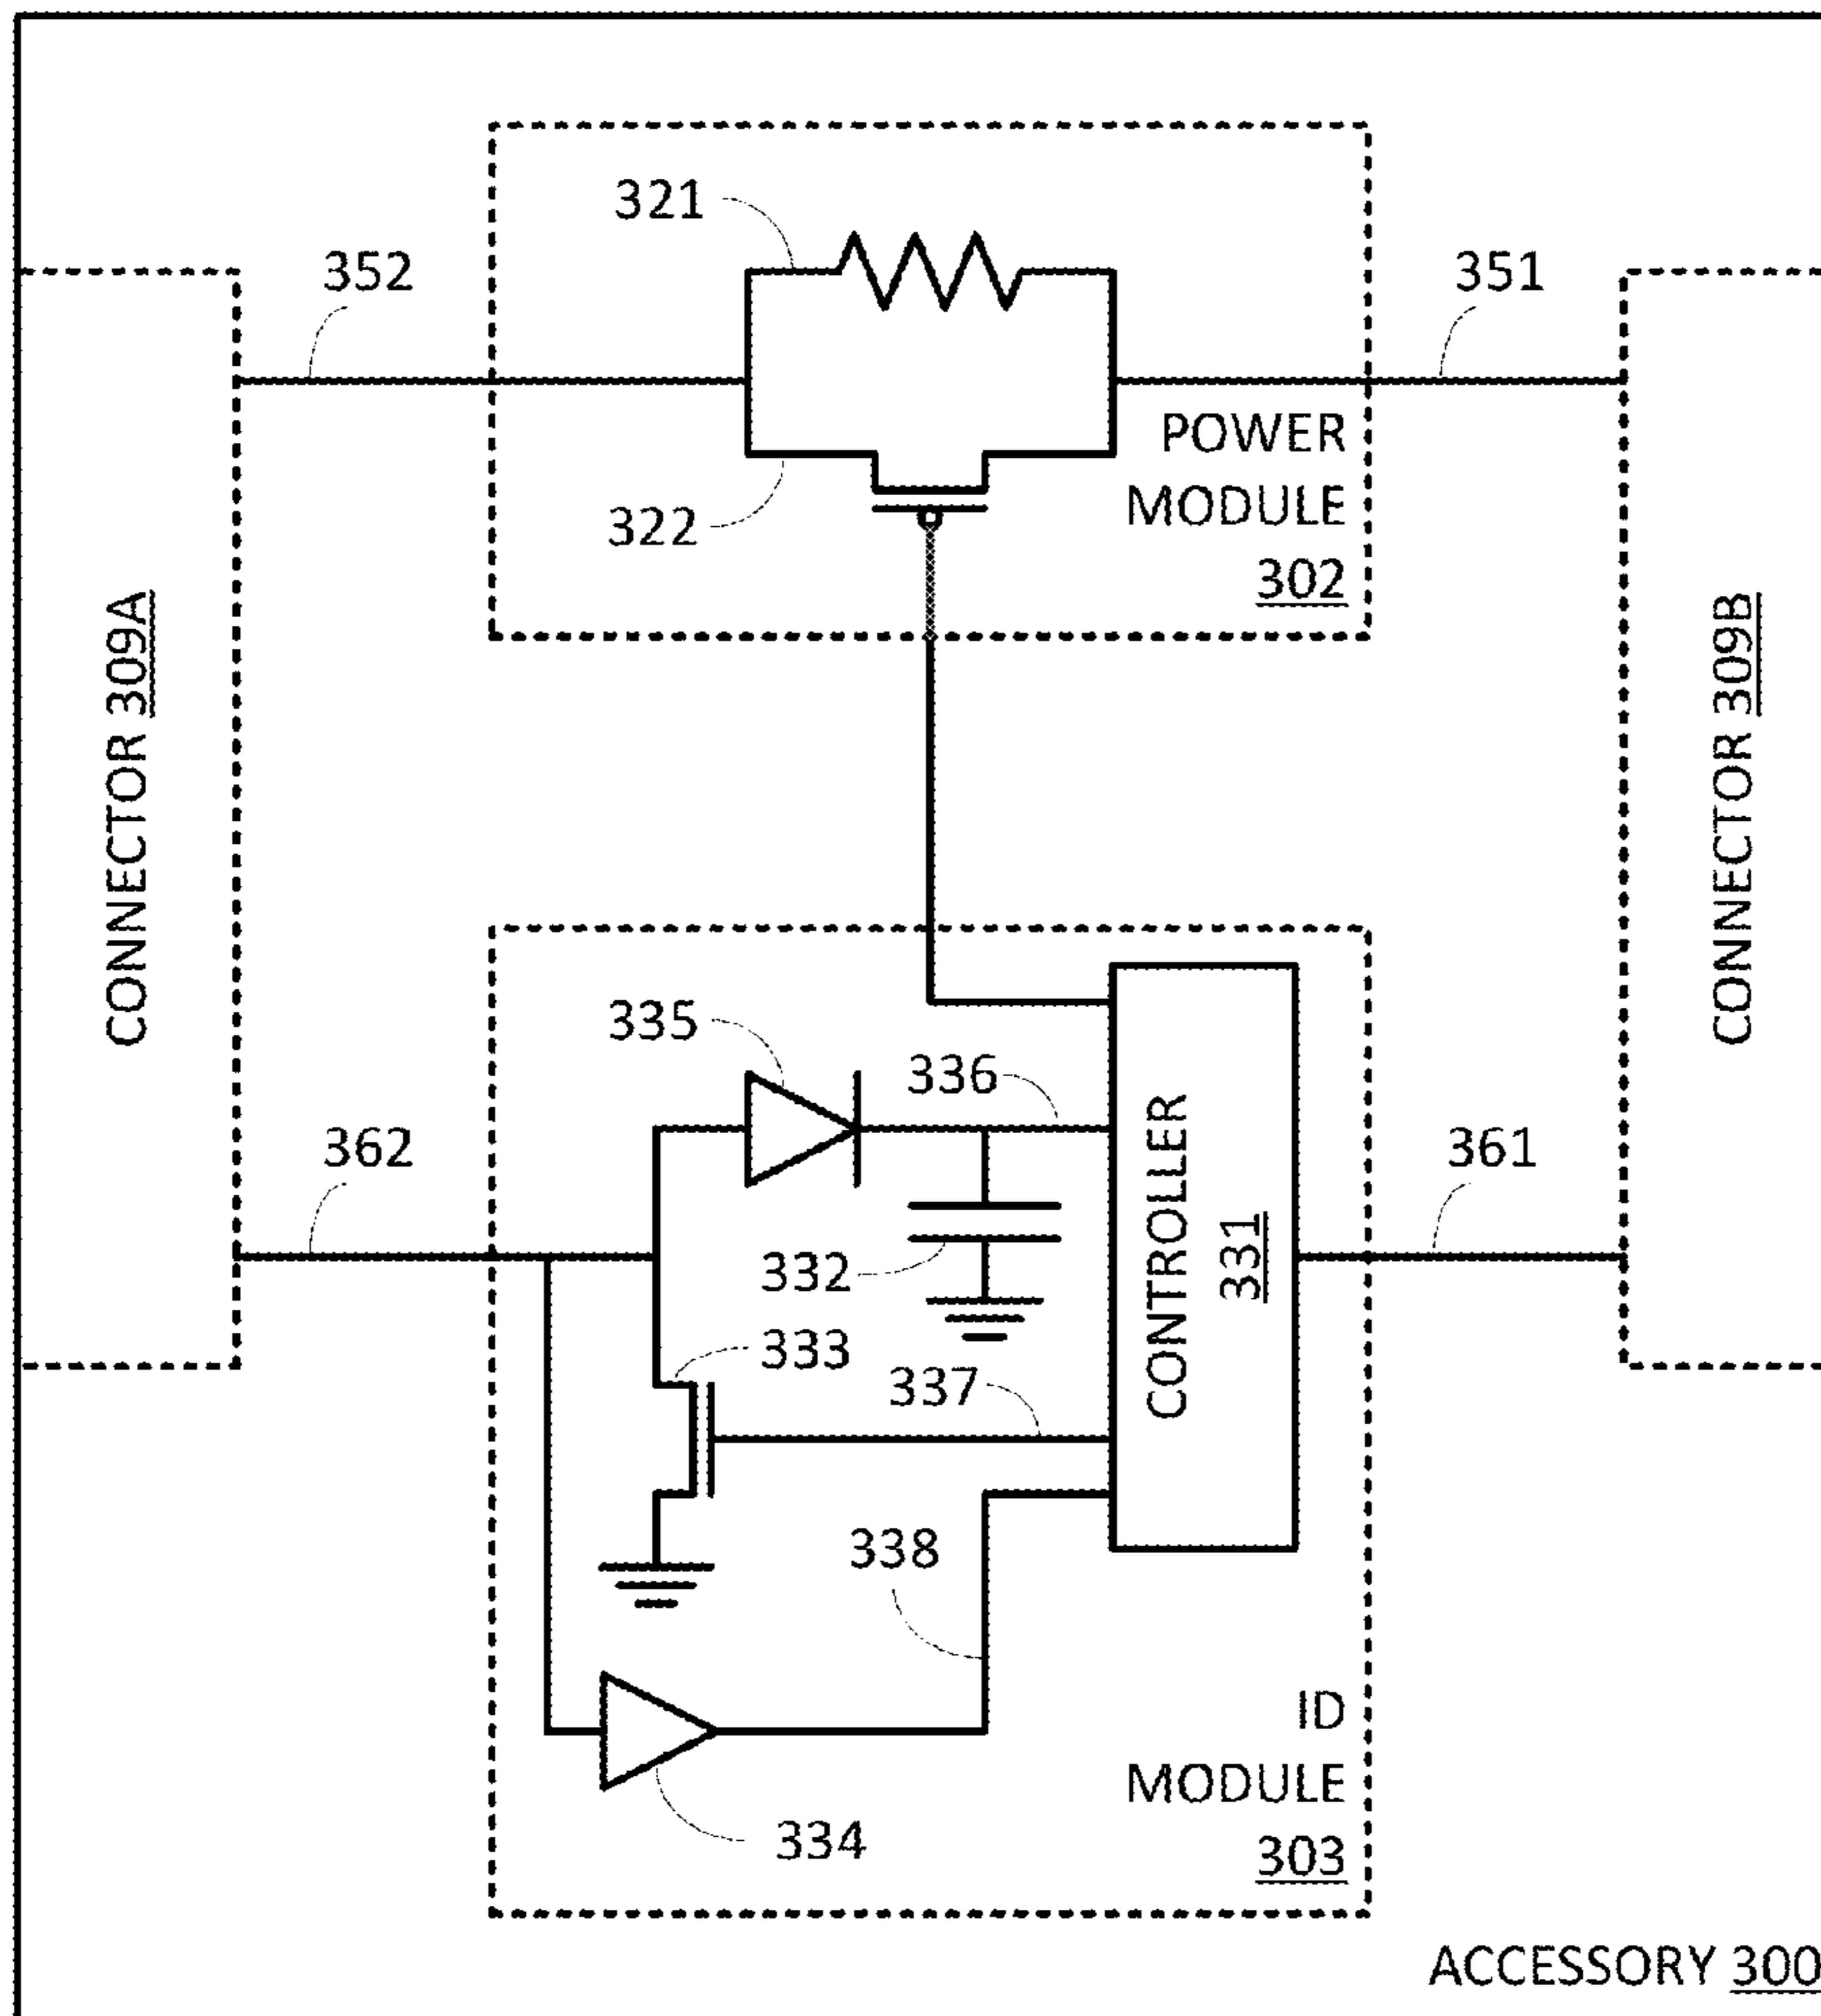 321
352
351
POWER
MODULE
302
322
CONNECTOR 309A
CONNECTOR 309B
335
336
362
361
CONTROLLER
331
332
333
337
338
ID
MODULE
303
334
ACCESSORY 300